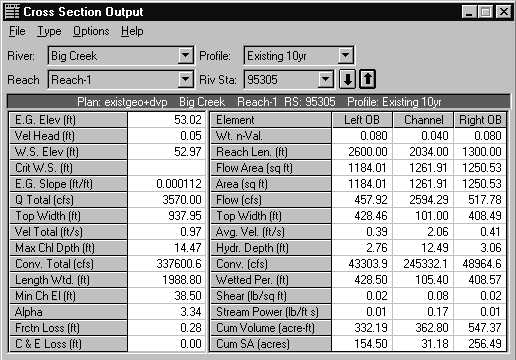 Cross Section Output
File Type Options Help
River: Big Creek Profile: Existing 10yr
Reach Reach-1 Riv Sta: 95305
Plan: existgeo+dvp Big Creek Reach-1 RS: 95305 Profile: Existing 10yr
E.G. Elev (ft) 53.02 Element Left OB Channel Right OB
Vel Head (ft) 0.05 Wt. n-Val. 0.080 0.040 0.080
W.S. Elev (ft) 52.97 Reach Len. (ft) 2600.00 2034.00 1300.00
Crit W.S. (ft) Flow Area (sq ft) 1184.01 1261.91 1250.53
E.G. Slope (ft/ft) 0.000112 Area (sq ft) 1184.01 1261.91 1250.53
Q Total (cfs) 3570.00 Flow (cfs) 457.92 2594.29 517.78
Top Width (ft) 937.95 Top Width (ft) 428.46 101.00 408.49
Vel Total (ft/s) 0.97 Avg. Vel. (ft/s) 0.39 2.06 0.41
Max Chl Dpth (ft) 14.47 Hydr. Depth (ft) 2.76 12.49 3.06
Conv. Total (cfs) 337600.6 Conv. (cfs) 43303.9 245332.1 48964.6
Length Wtd. (ft) 1988.80 Wetted Per. (ft) 428.50 105.40 408.57
Min Ch El (ft) 38.50 Shear (lb/sq ft) 0.02 0.08 0.02
Alpha 3.34 Stream Power (lb/ft s) 0.01 0.17 0.01
Frctn Loss (ft) 0.28 Cum Volume (acre-ft) 332.19 362.80 547.37
C & E Loss (ft) 0.00 Cum SA (acres) 154.50 31.18 256.49